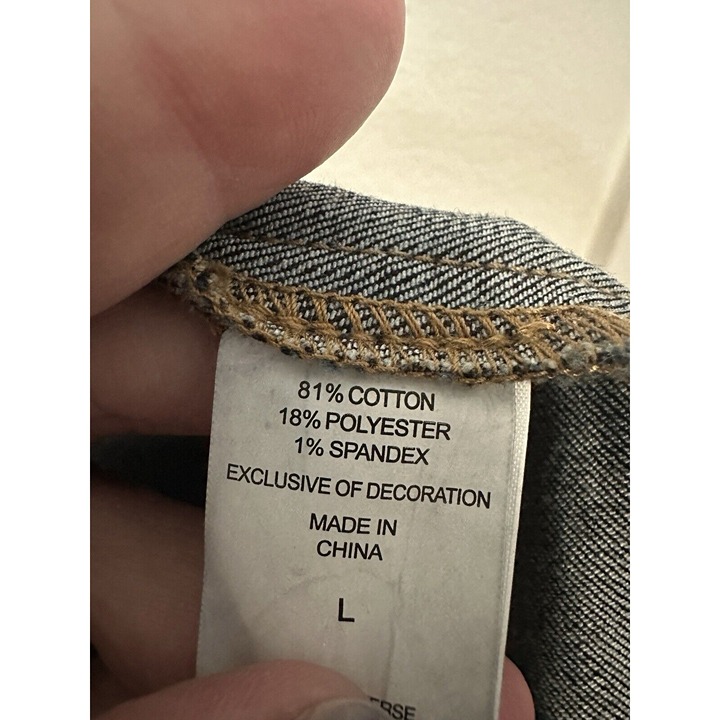 81% COTTON
18% POLYESTER
1% SPANDEX
EXCLUSIVE OF DECORATION
MADE IN
CHINA
L